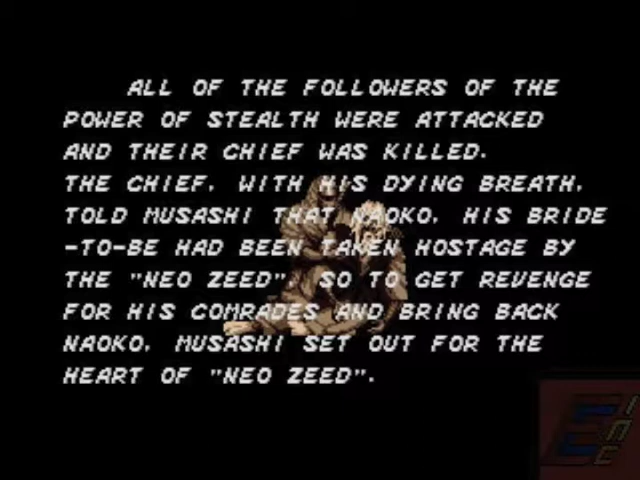 ALL OF THE FOLLOWERS OF THE
POWER OF STEALTH WERE ATTACKED
AND THEIR CHIEF WAS KILLED.
THE CHIEF, WITH HIS DYING BREATH,
TOLD MUSASHI THAT NAOKO, HIS BRIDE
-TO-BE HAD BEEN TAKEN HOSTAGE BY
THE "NEO ZEED". SO TO GET REVENGE
FOR HIS COMRADES AND BRING BACK
NAOKO, MUSASHI SET OUT FOR THE
HEART OF "NEO ZEED".
INC